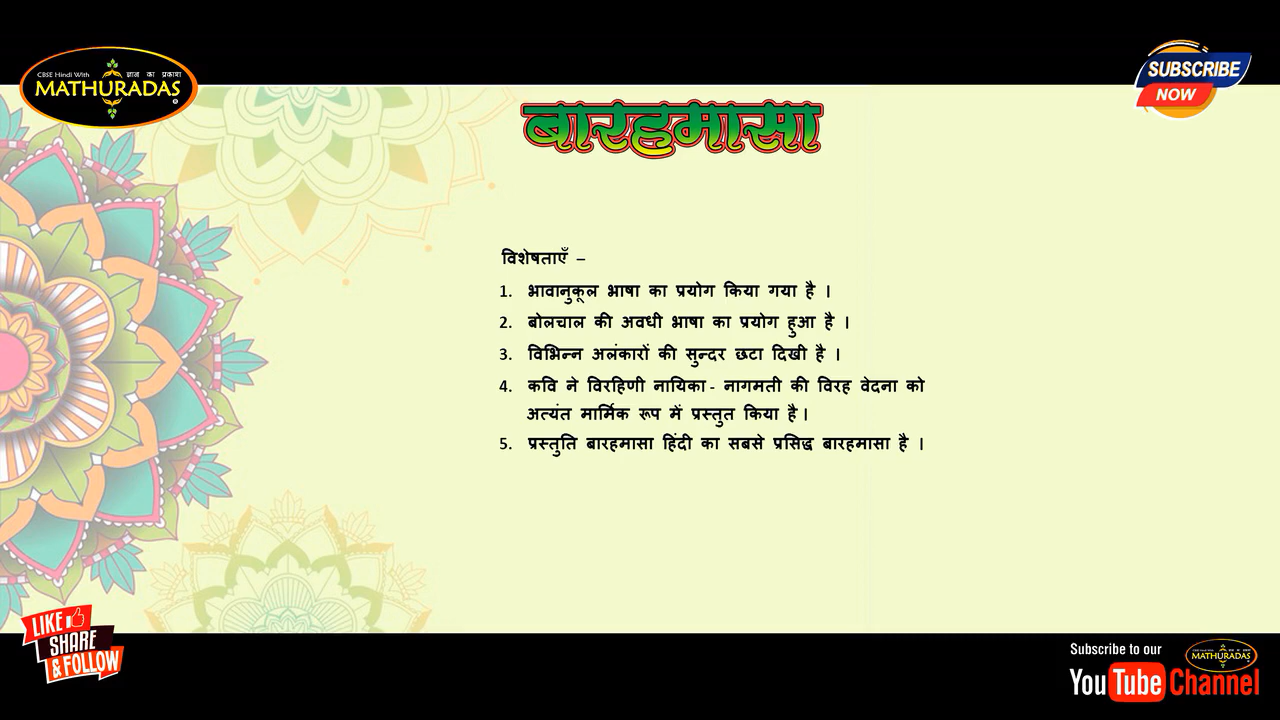 CBSE Hindi With ज्ञान का प्रकाश
MATHURADAS
SUBSCRIBE
NOW
बारहमासा
विशेषताएँ –
1. भावानुकूल भाषा का प्रयोग किया गया है ।
2. बोलचाल की अवधी भाषा का प्रयोग हुआ है ।
3. विभिन्न अलंकारों की सुन्दर छटा दिखी है ।
4. कवि ने विरहिणी नायिका - नागमती की विरह वेदना को
अत्यंत मार्मिक रूप में प्रस्तुत किया है ।
5. प्रस्तुति बारहमासा हिंदी का सबसे प्रसिद्ध बारहमासा है ।
LIKE
SHARE
& FOLLOW
Subscribe to our
MATHURADAS
YouTube Channel